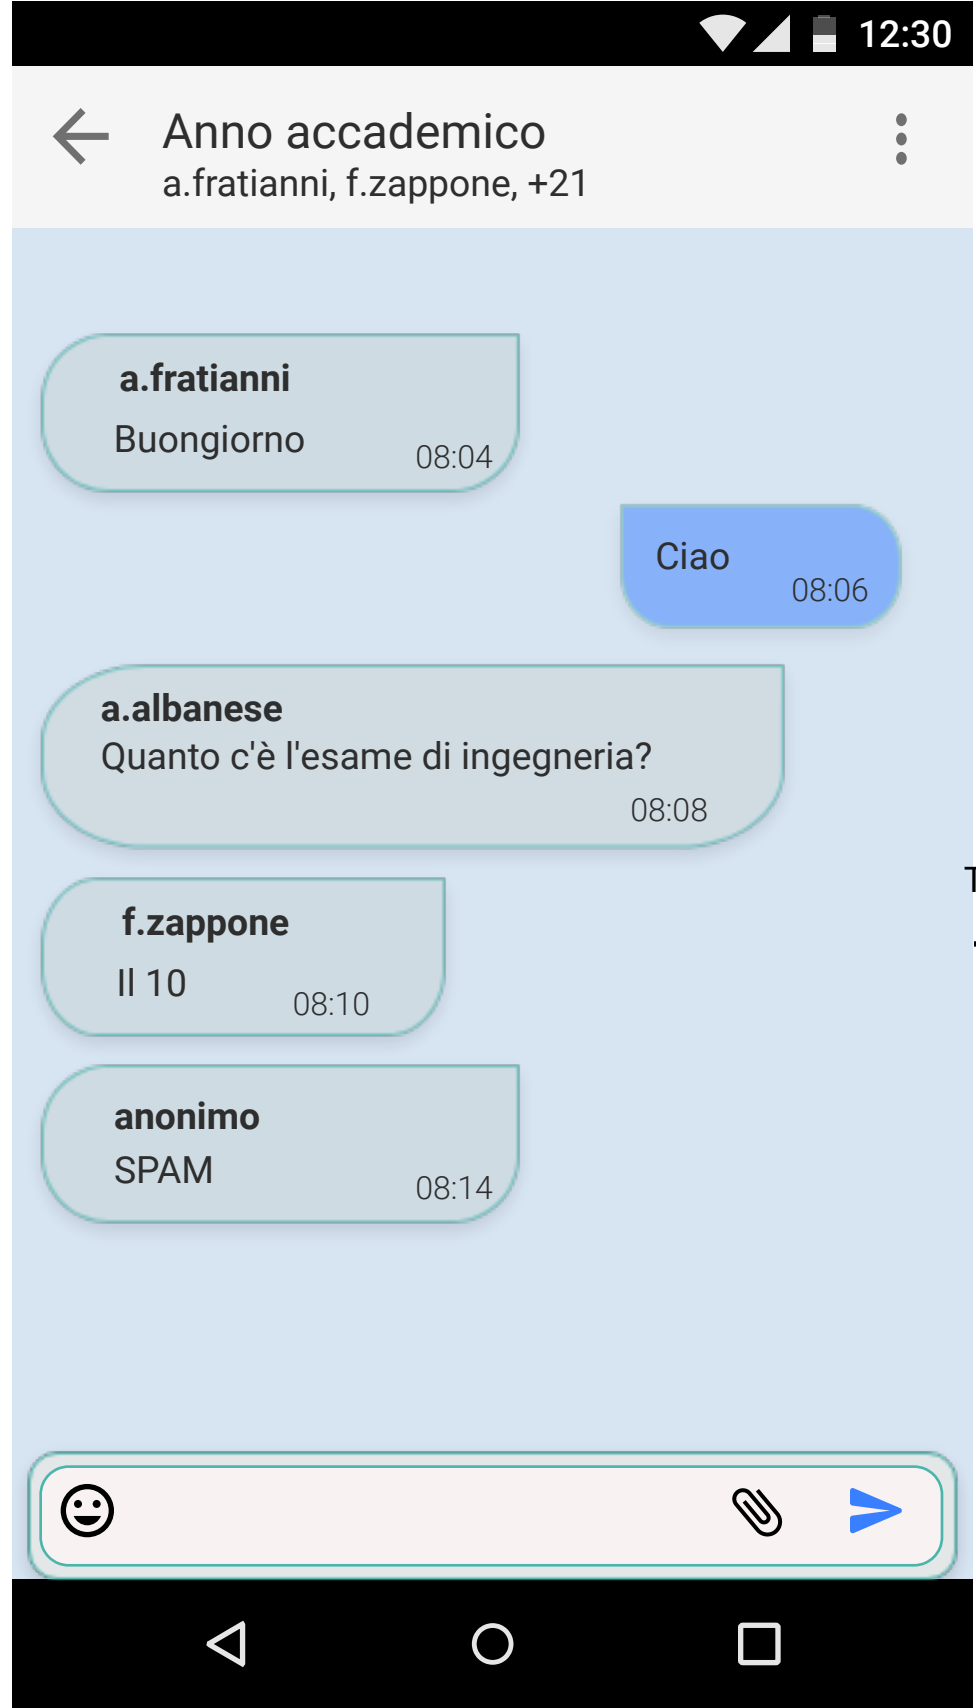 12:30
Anno accademico
a.fratianni, f.zappone, +21
a.fratianni
Buongiorno
08:04
Ciao
08:06
a.albanese
Quanto c'è l'esame di ingegneria?
08:08
f.zappone
Il 10
08:10
anonimo
SPAM
08:14